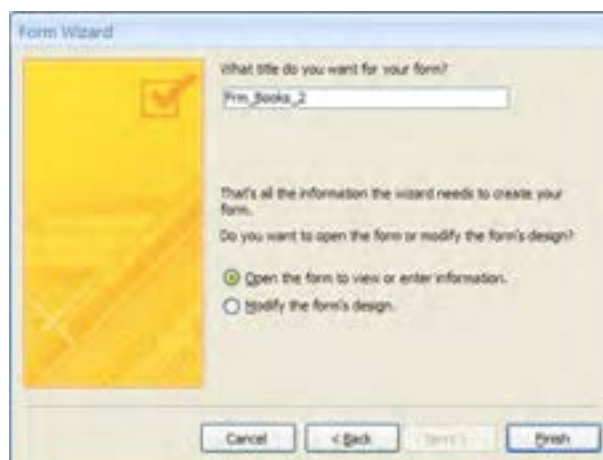 Form Wizard
What title do you want for your form?
Frm_Books_2
That's all the information the wizard needs to create your
form.
Do you want to open the form or modify the form's design?
Open the form to view or enter information.
Modify the form's design.
Cancel
< Back
Finish